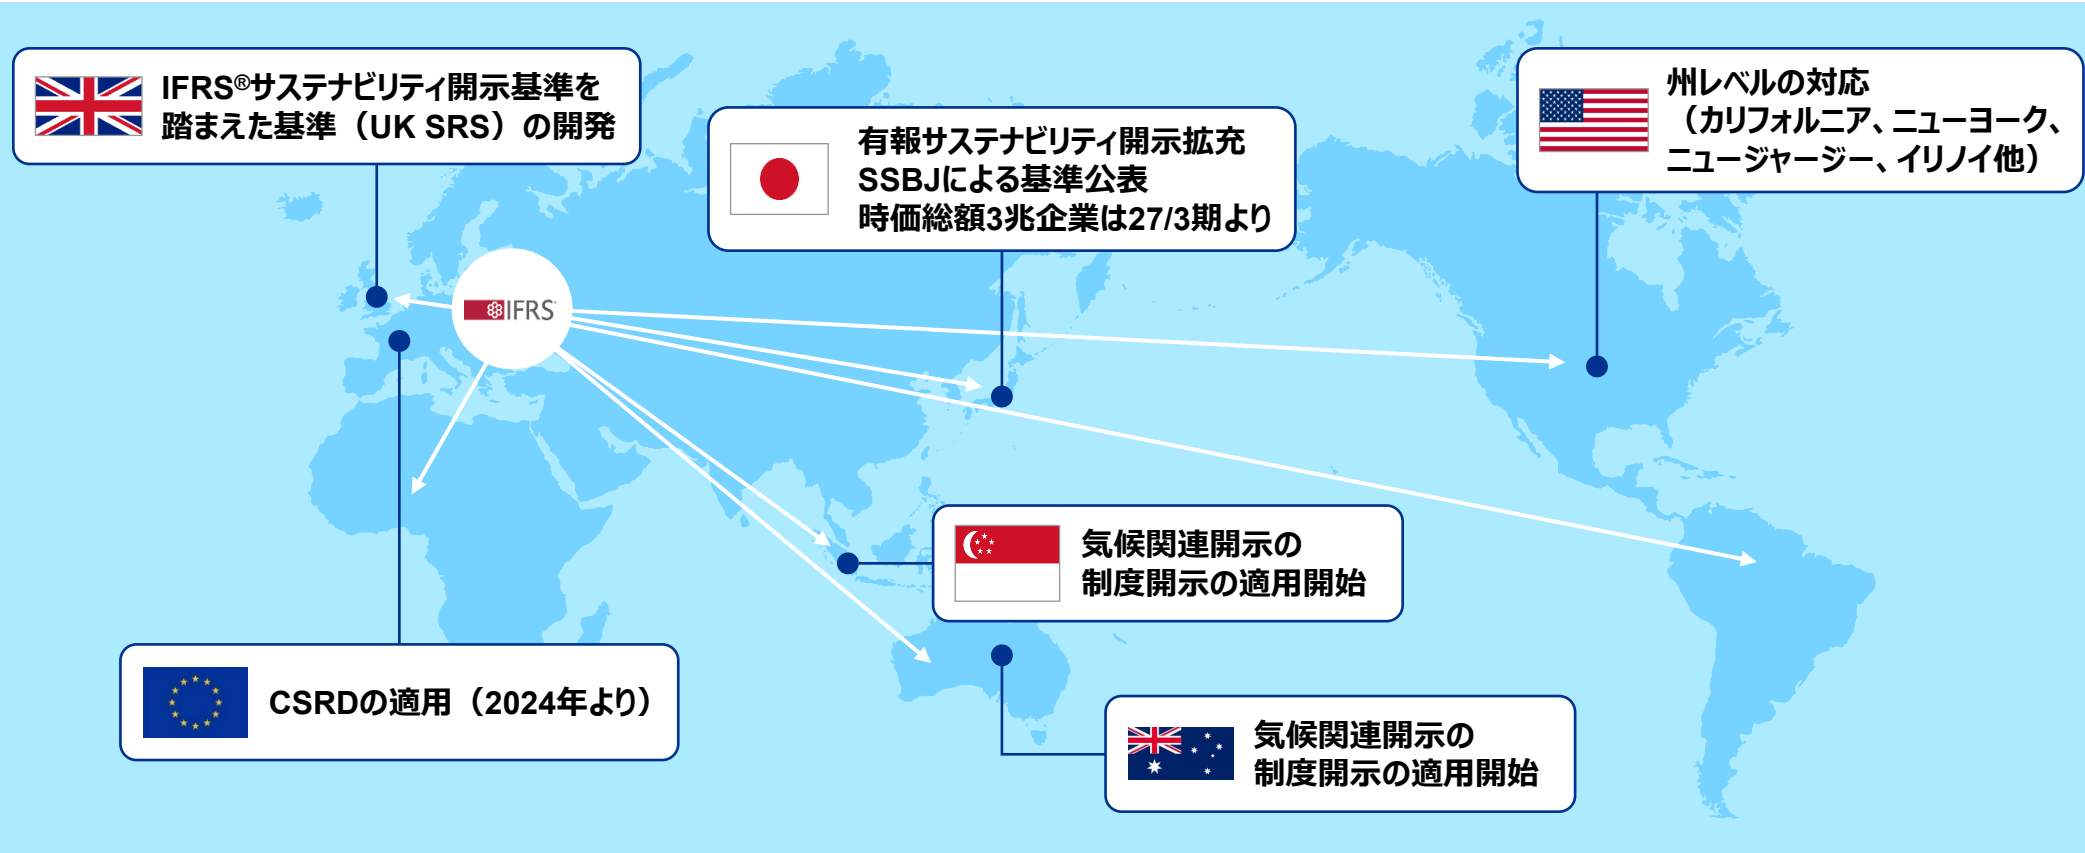 IFRS®サステナビリティ開示基準を
踏まえた基準（UK SRS）の開発
有報サステナビリティ開示拡充
SSBJによる基準公表
時価総額3兆企業は27/3期より
州レベルの対応
（カリフォルニア、ニューヨーク、
ニュージャージー、イリノイ他）
IFRS
気候関連開示の
制度開示の適用開始
CSRDの適用（2024年より）
気候関連開示の
制度開示の適用開始